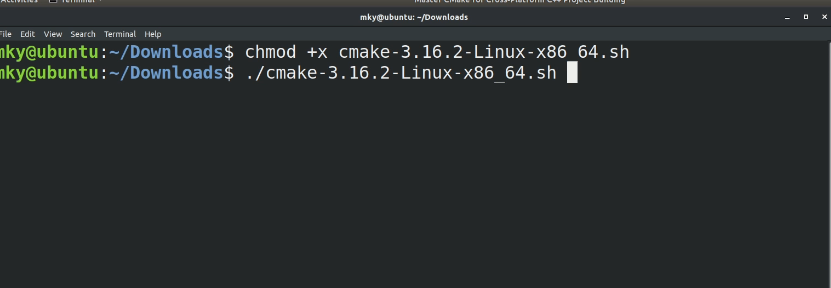 Activities Terminal Master CMake for Cross-Platform C++ Project Building
mky@ubuntu: ~/Downloads
File Edit View Search Terminal Help
mky@ubuntu:~/Downloads$ chmod +x cmake-3.16.2-Linux-x86_64.sh
mky@ubuntu:~/Downloads$ ./cmake-3.16.2-Linux-x86_64.sh